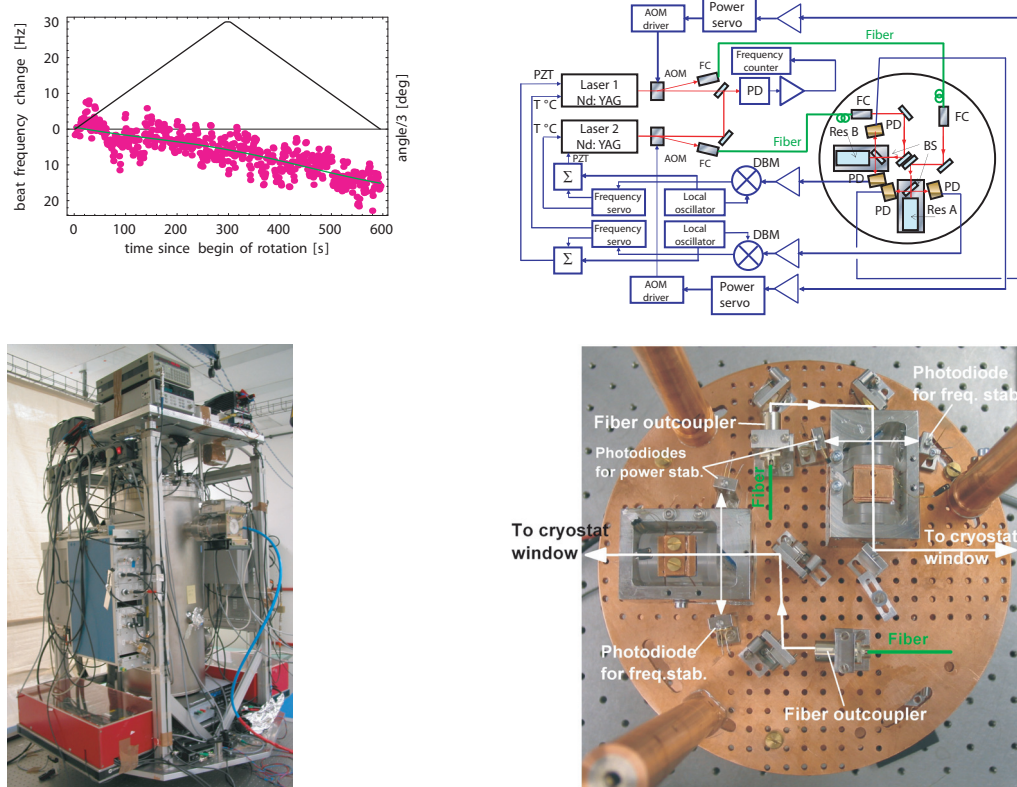 beat frequency change [Hz]
30
20
10
0
10
20
0
100
200
300
400
500
600
time since begin of rotation [s]
angle/3 [deg]
AOM
driver
Power
servo
Fiber
PZT
T °C
T °C
PZT
Laser 1
Nd: YAG
Laser 2
Nd: YAG
AOM
FC
AOM
FC
Frequency
counter
PD
Fiber
FC
Res B
PD
FC
BS
PD
PD
PD
Res A
Σ
Frequency
servo
Local
oscillator
DBM
Frequency
servo
Local
oscillator
DBM
Σ
AOM
driver
Power
servo
Photodiode
for freq. stab.
Fiber outcoupler
Photodiodes
for power stab.
Fiber
To cryostat
window
To cryostat
window
Photodiode
for freq.stab.
Fiber
Fiber outcoupler